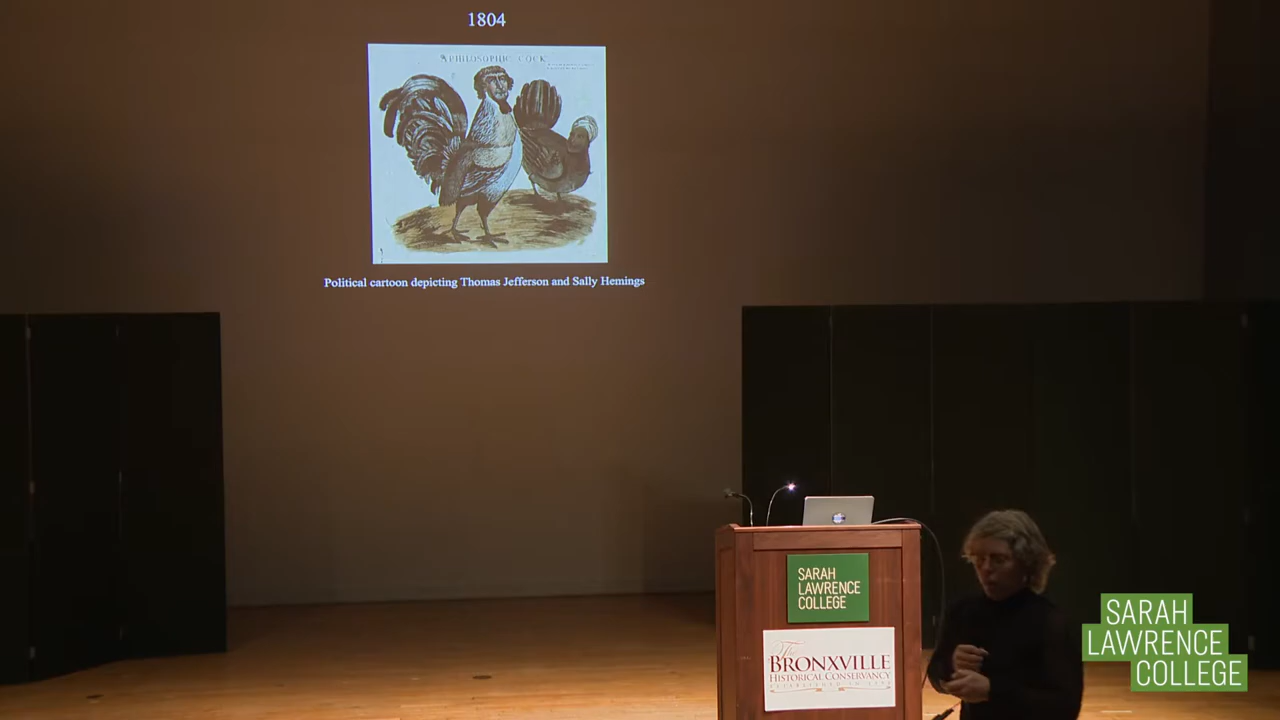 1804
A PHILOSOPHIC COCK
Political cartoon depicting Thomas Jefferson and Sally Hemings
SARAH
LAWRENCE
COLLEGE
The
BRONXVILLE
HISTORICAL CONSERVANCY
SARAH
LAWRENCE
COLLEGE